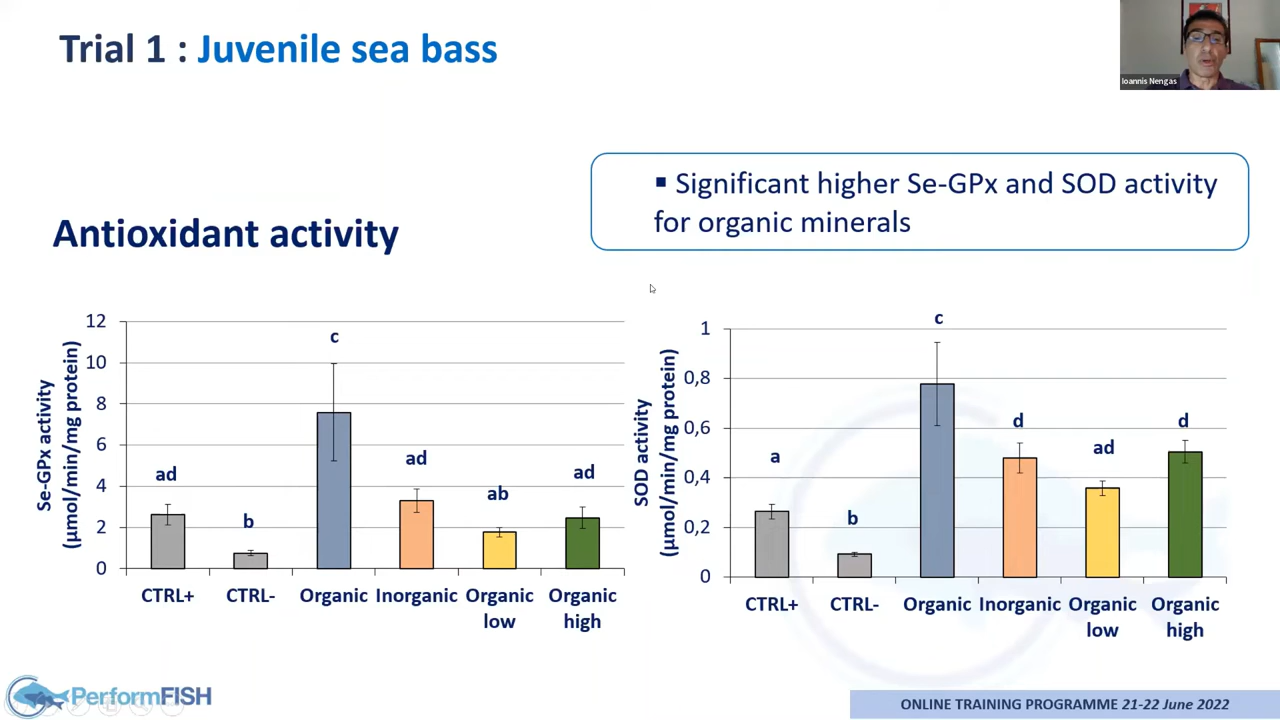 Trial 1 : Juvenile sea bass
Ioannis Nengas
▪ Significant higher Se-GPx and SOD activity
for organic minerals
Antioxidant activity
Se-GPx activity
(µmol/min/mg protein)
12
10
8
6
4
2
0
ad
b
c
ad
ab
ad
CTRL+ CTRL- Organic Inorganic Organic Organic
low high
SOD activity
(µmol/min/mg protein)
1
0,8
0,6
0,4
0,2
0
a
b
c
d
ad
d
CTRL+ CTRL- Organic Inorganic Organic Organic
low high
PerformFISH
ONLINE TRAINING PROGRAMME 21-22 June 2022